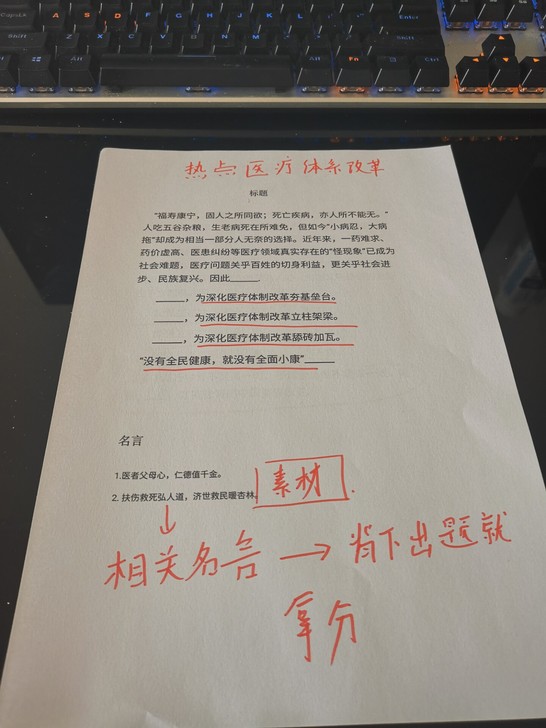 热点医疗体系改革
标题
“福寿康宁，固人之所同欲；死亡疾病，亦人所不能无。”
人吃五谷杂粮，生老病死在所难免，但如今“小病忍，大病
拖”却成为相当一部分人无奈的选择。近年来，一药难求、
药价虚高、医患纠纷等医疗领域真实存在的“怪现象”已成为
社会难题，医疗问题关乎百姓的切身利益，更关乎社会进
步、民族复兴。因此_____.
_____，为深化医疗体制改革夯基垒台。
_____，为深化医疗体制改革立柱架梁。
_____，为深化医疗体制改革舔砖加瓦。
“没有全民健康，就没有全面小康”_____
名言
1.医者父母心，仁德值千金。
2. 扶伤救死弘人道，济世救民暖杏林。
素材
相关名言 → 背下出题就
拿分